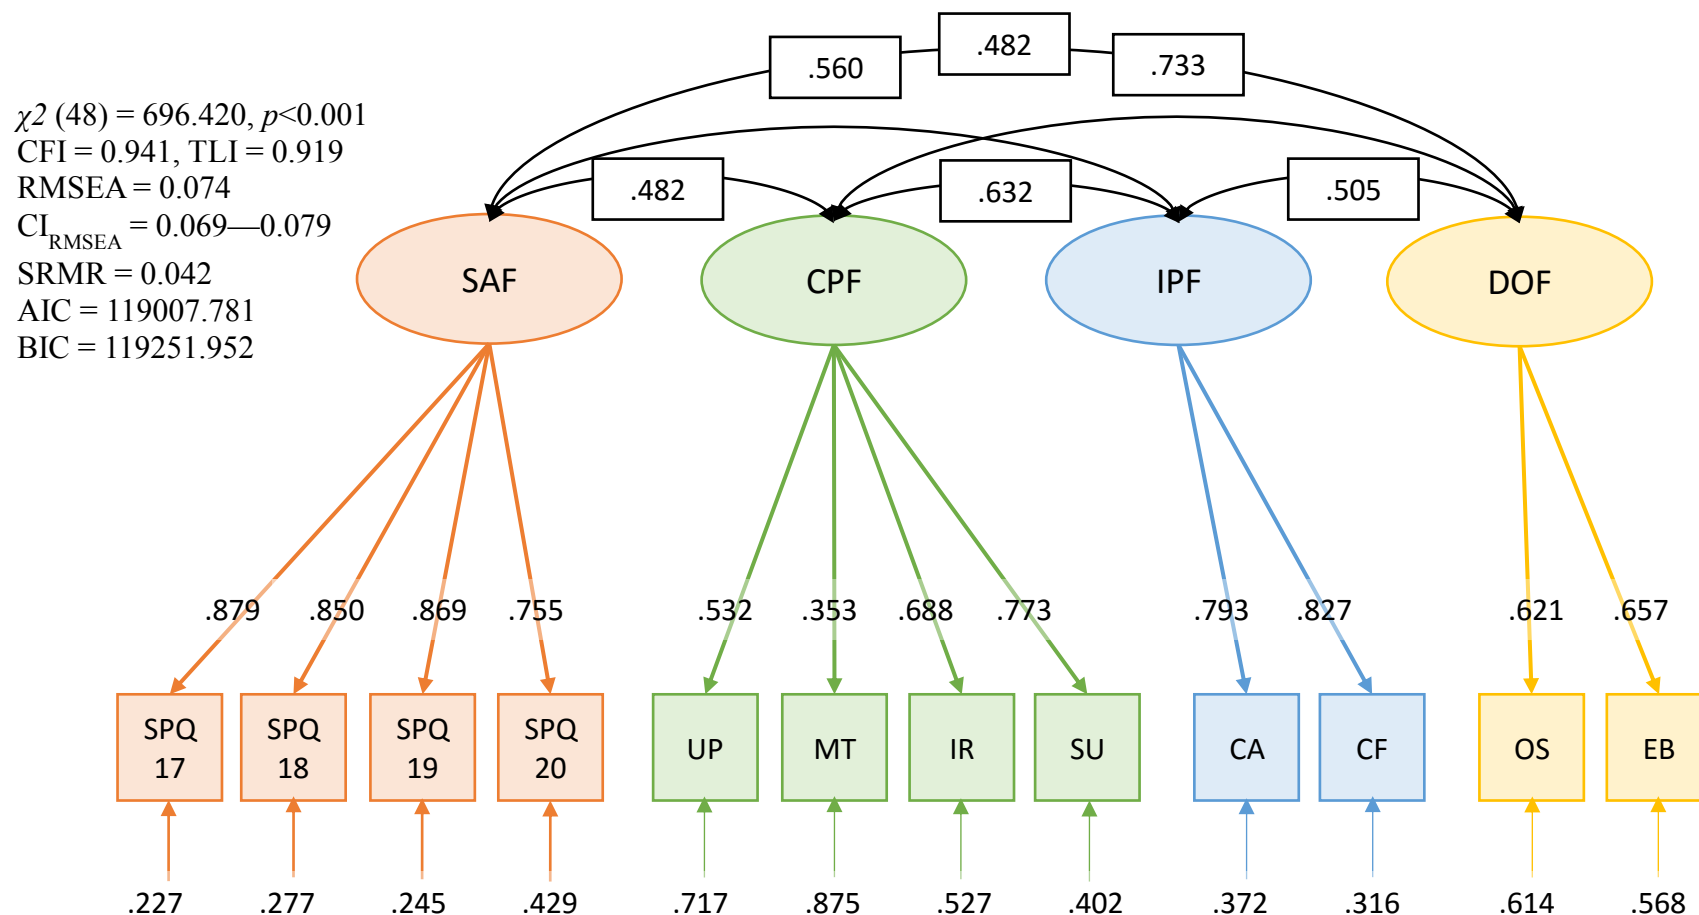 .560
.482
.733
χ2 (48) = 696.420, p<0.001
CFI = 0.941, TLI = 0.919
RMSEA = 0.074
CI RMSEA = 0.069—0.079
SRMR = 0.042
AIC = 119007.781
BIC = 119251.952
.482
.632
.505
SAF
CPF
IPF
DOF
.879
.850
.869
.755
.532
.353
.688
.773
.793
.827
.621
.657
SPQ
17
SPQ
18
SPQ
19
SPQ
20
UP
MT
IR
SU
CA
CF
OS
EB
.227
.277
.245
.429
.717
.875
.527
.402
.372
.316
.614
.568